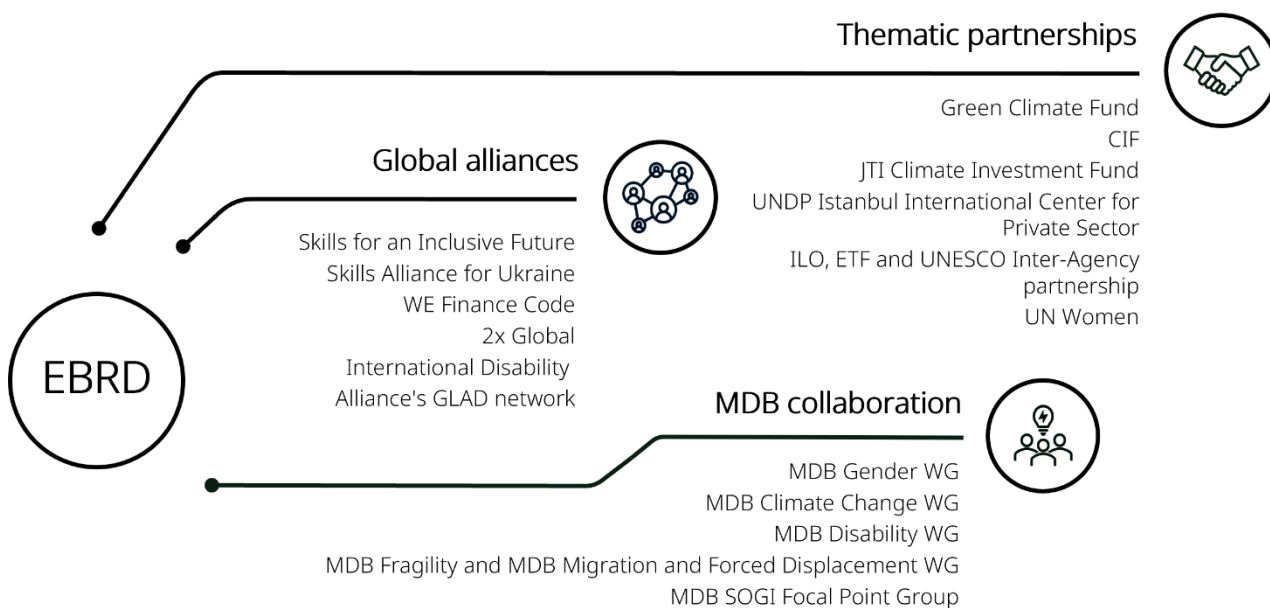 Thematic partnerships
Green Climate Fund
CIF
JTI Climate Investment Fund
UNDP Istanbul International Center for
Private Sector
ILO, ETF and UNESCO Inter-Agency
partnership
UN Women
Global alliances
Skills for an Inclusive Future
Skills Alliance for Ukraine
WE Finance Code
2x Global
International Disability
Alliance's GLAD network
EBRD
MDB collaboration
MDB Gender WG
MDB Climate Change WG
MDB Disability WG
MDB Fragility and MDB Migration and Forced Displacement WG
MDB SOGI Focal Point Group